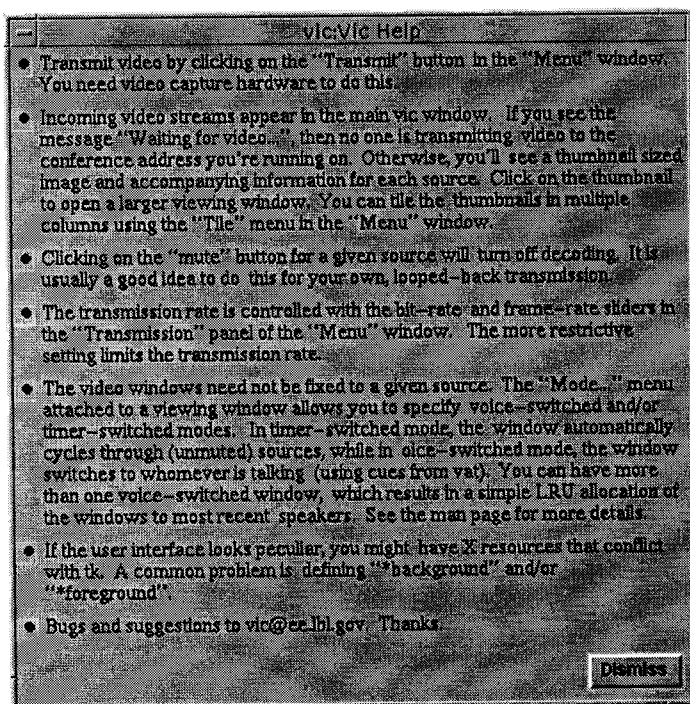 vic:Vic Help
• Transmit video by clicking on the “Transmit” button in the “Menu” window.
You need video capture hardware to do this.
• Incoming video streams appear in the main vic window. If you see the
message “Waiting for video...”, then no one is transmitting video to the
conference address you're running on. Otherwise, you'll see a thumbnail sized
image and accompanying information for each source. Click on the thumbnail
to open a larger viewing window. You can tile the thumbnails in multiple
columns using the “Tile” menu in the “Menu” window.
• Clicking on the “mute” button for a given source will turn off decoding. It is
usually a good idea to do this for your own, looped-back transmission.
• The transmission rate is controlled with the bit-rate and frame-rate sliders in
the “Transmission” panel of the “Menu” window. The more restrictive
setting limits the transmission rate.
• The video windows need not be fixed to a given source. The “Mode...” menu
attached to a viewing window allows you to specify voice-switched and/or
timer-switched modes. In timer-switched mode, the window automatically
cycles through (unmuted) sources, while in oice-switched mode, the window
switches to whomever is talking (using cues from vat). You can have more
than one voice-switched window, which results in a simple LRU allocation of
the windows to most recent speakers. See the man page for more details.
• If the user interface looks peculiar, you might have X resources that conflict
with tk. A common problem is defining “*background” and/or
“*foreground”.
• Bugs and suggestions to vic@ee.lbl.gov. Thanks.
Dismiss